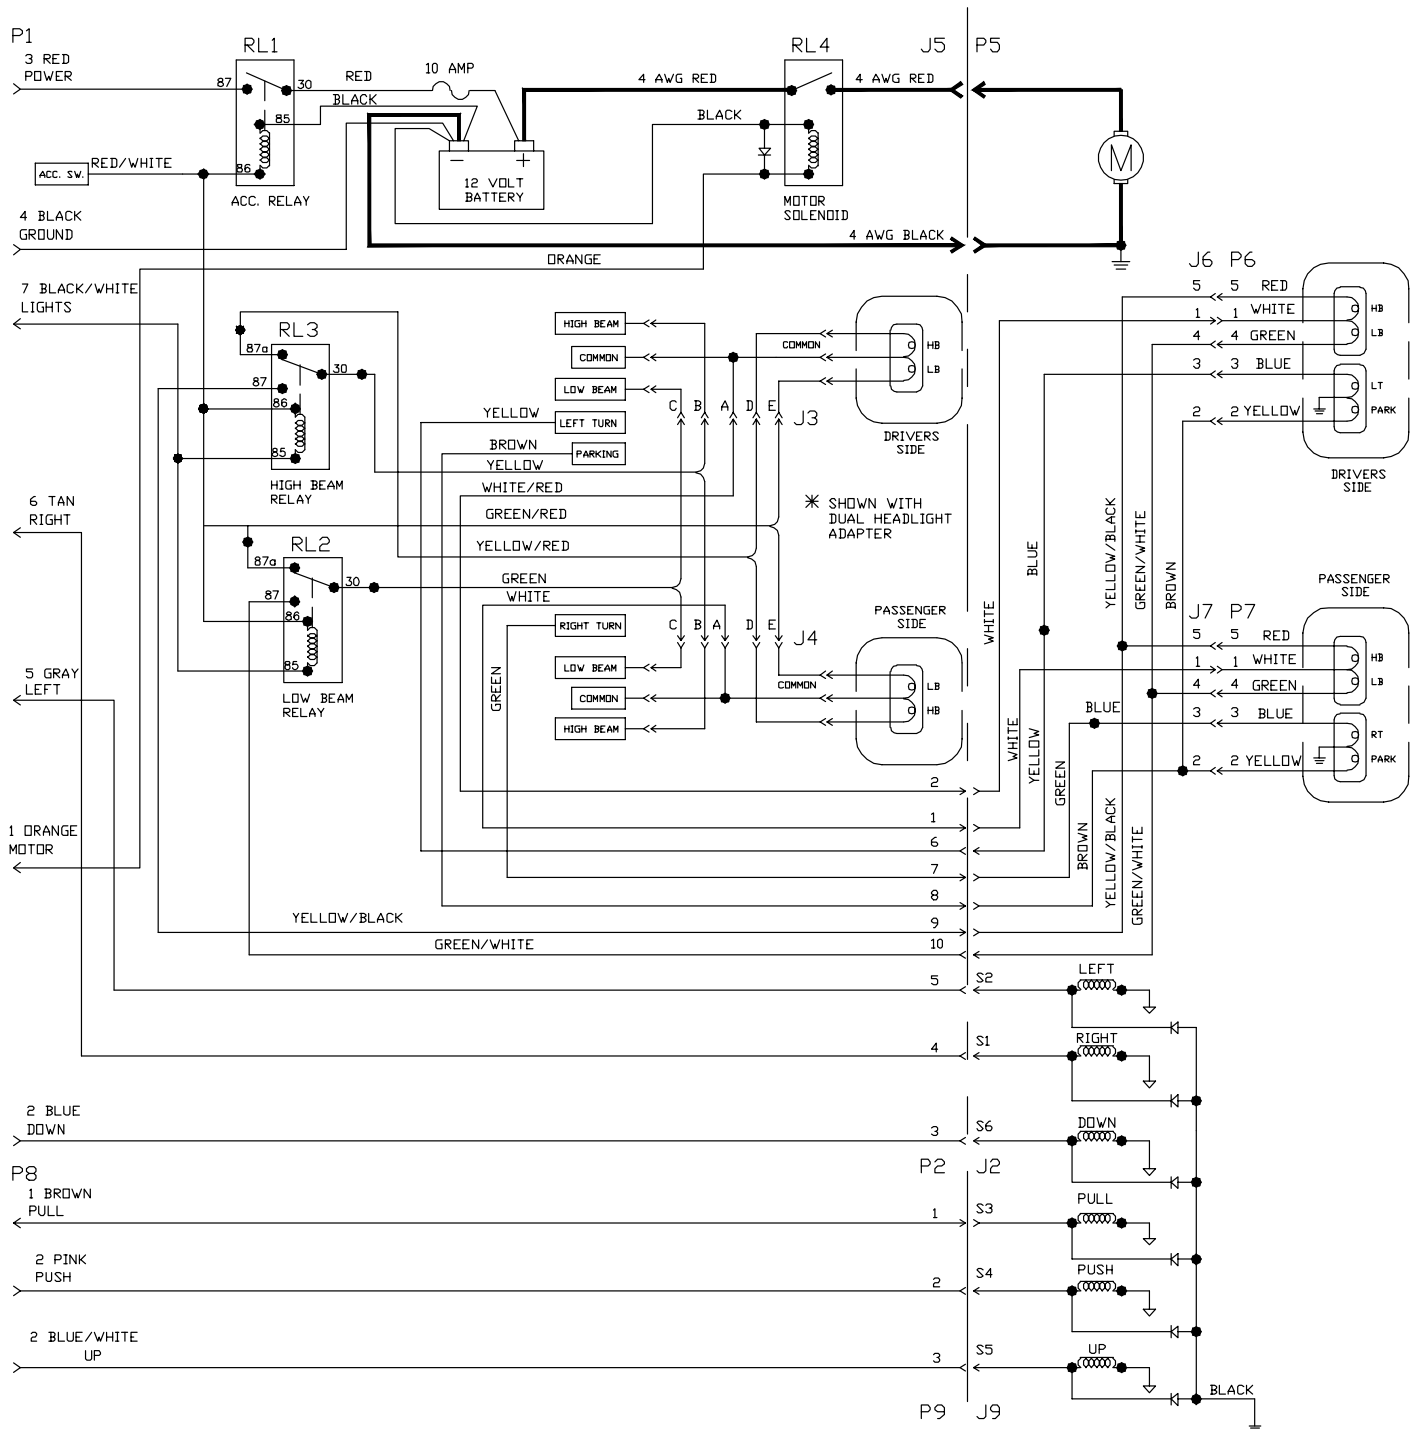 P1
3 RED
POWER
RL1
87
30
RED
10 AMP
BLACK
85
86
ACC. SW.
RED/WHITE
ACC. RELAY
− +
12 VOLT
BATTERY
4 AWG RED
RL4
4 AWG RED
BLACK
MOTOR
SOLENOID
J5 P5
M
4 BLACK
GROUND
4 AWG BLACK
ORANGE
7 BLACK/WHITE
LIGHTS
RL3
87a
30
87
86
85
HIGH BEAM
RELAY
HIGH BEAM
COMMON
LOW BEAM
LEFT TURN
PARKING
YELLOW
BROWN
YELLOW
WHITE/RED
GREEN/RED
YELLOW/RED
GREEN
WHITE
C B A D E
J3
COMMON
HB
LB
DRIVERS
SIDE
* SHOWN WITH
DUAL HEADLIGHT
ADAPTER
J6 P6
5 5 RED
1 1 WHITE
4 4 GREEN
3 3 BLUE
2 2 YELLOW
HB
LB
LT
PARK
DRIVERS
SIDE
6 TAN
RIGHT
RL2
87a
30
87
86
85
LOW BEAM
RELAY
5 GRAY
LEFT
RIGHT TURN
LOW BEAM
COMMON
HIGH BEAM
C B A D E
J4
COMMON
PASSENGER
SIDE
LB
HB
GREEN
WHITE
BLUE
YELLOW/BLACK
GREEN/WHITE
BROWN
PASSENGER
SIDE
J7 P7
5 5 RED
1 1 WHITE
4 4 GREEN
BLUE
3 3 BLUE
2 2 YELLOW
HB
LB
RT
PARK
WHITE
YELLOW
GREEN
BROWN
YELLOW/BLACK
GREEN/WHITE
1 ORANGE
MOTOR
2
1
6
7
8
YELLOW/BLACK
9
GREEN/WHITE
10
5 S2
LEFT
4 S1
RIGHT
2 BLUE
DOWN
3 S6
DOWN
P2 J2
P8
1 BROWN
PULL
1 S3
PULL
2 PINK
PUSH
2 S4
PUSH
2 BLUE/WHITE
UP
3 S5
UP
BLACK
P9 J9